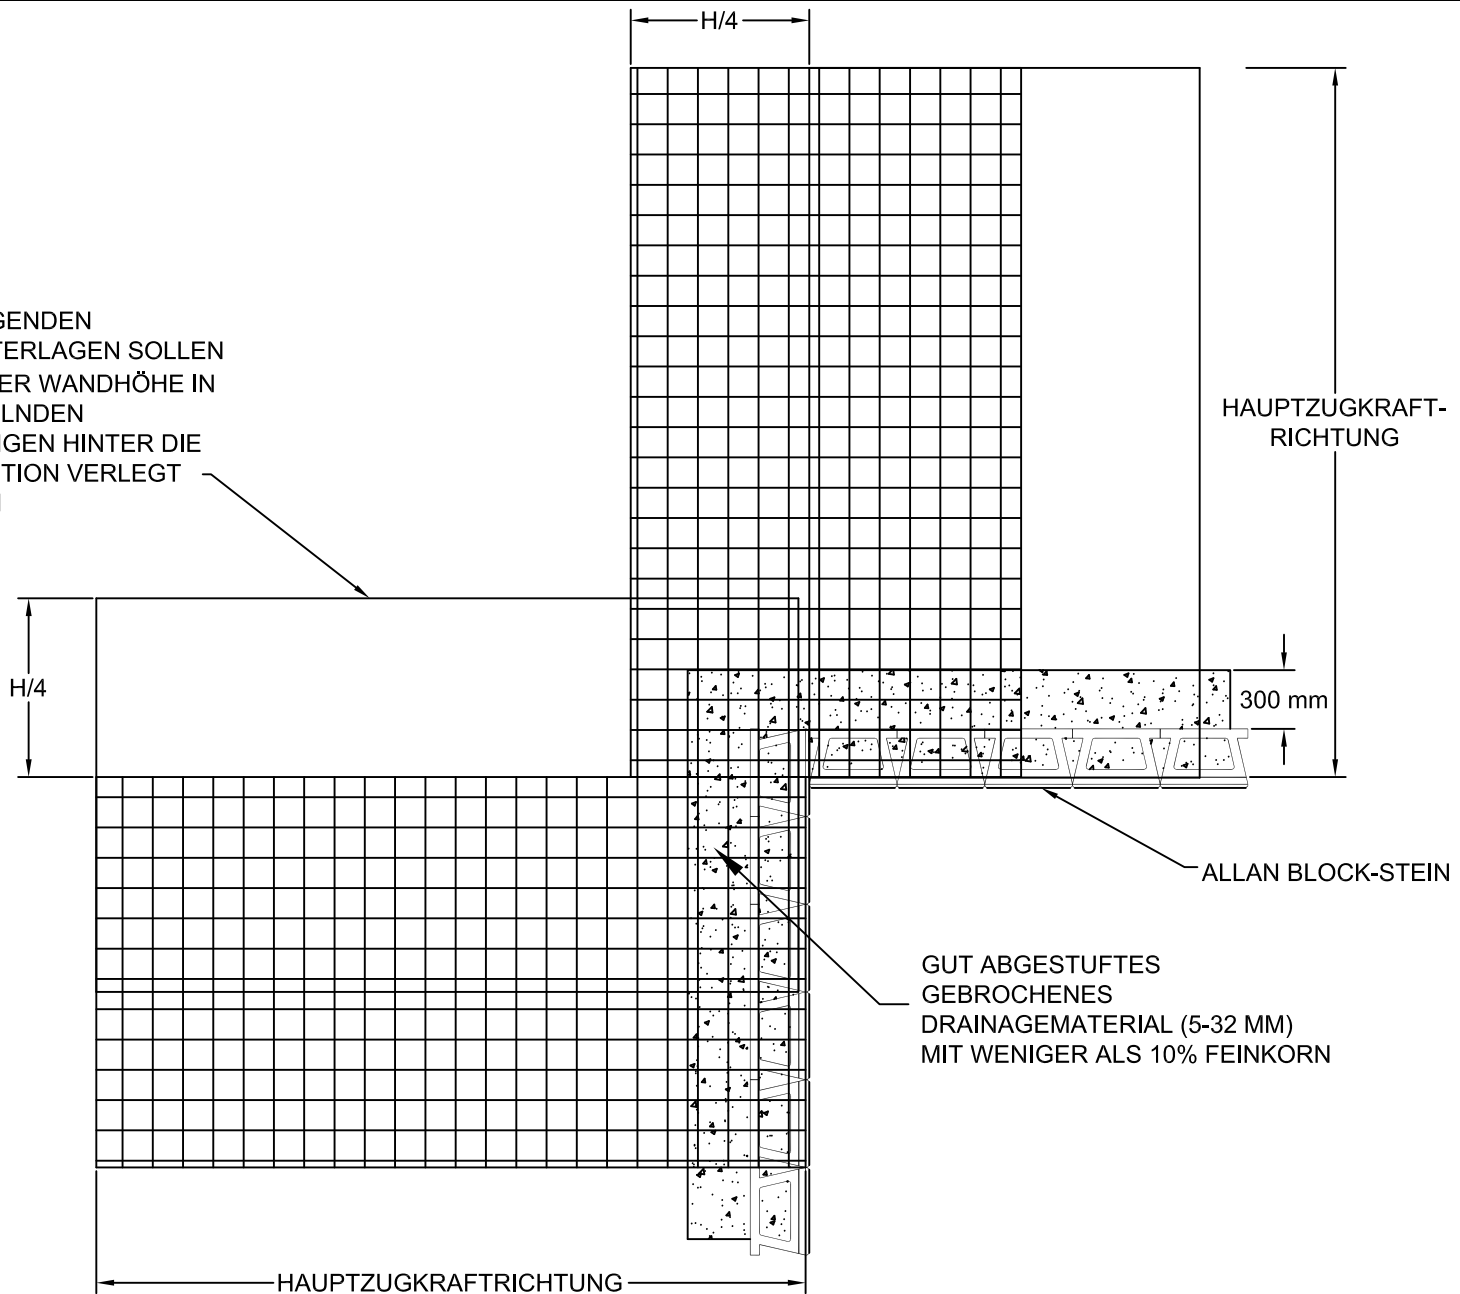 H/4
GENDEN
TERLAGEN SOLLEN
ER WANDHÖHE IN
LNDEN
NGEN HINTER DIE
TION VERLEGT
HAUPTZUGKRAFT-
RICHTUNG
H/4
300 mm
ALLAN BLOCK-STEIN
GUT ABGESTUFTES
GEBROCHENES
DRAINAGEMATERIAL (5-32 MM)
MIT WENIGER ALS 10% FEINKORN
HAUPTZUGKRAFTRICHTUNG